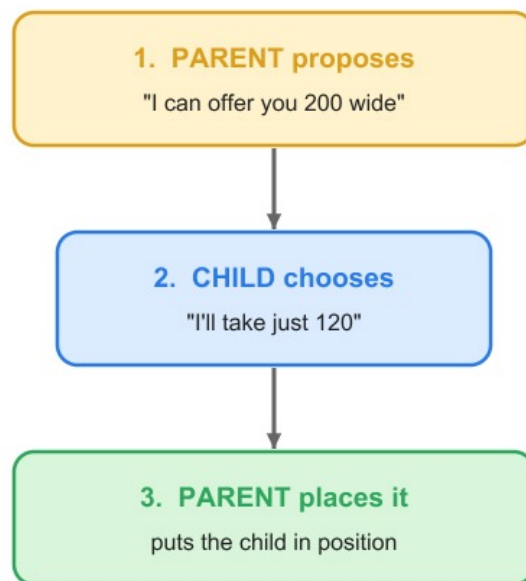 1. PARENT proposes
"I can offer you 200 wide"
2. CHILD chooses
"I'll take just 120"
3. PARENT places it
puts the child in position